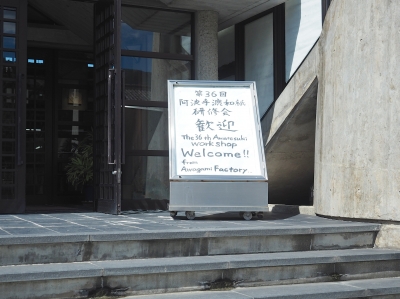 第36回
阿波手漉和紙
研修会
歓迎
The 36th Awatesuki
workshop
Welcome!!
from
Awagami Factory